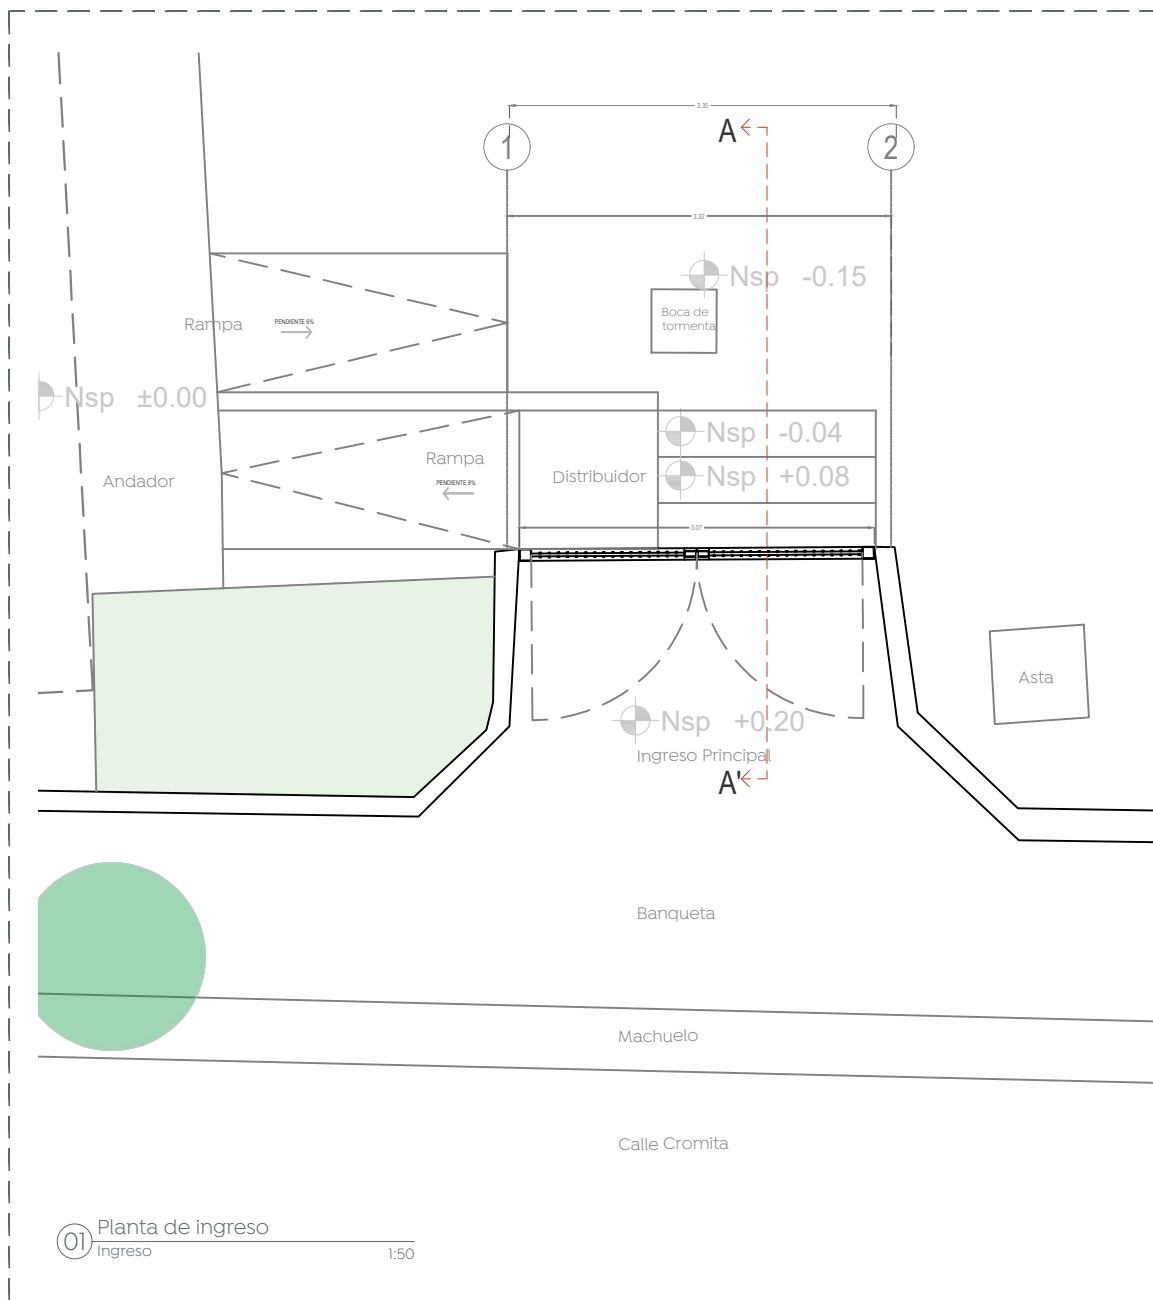 3.35
A
1
2
3.32
Nsp -0.15
Boca de
tormenta
Rampa
PENDIENTE 6%
Nsp ±0.00
Nsp -0.04
Rampa
Andador
Distribuidor
Nsp +0.08
PENDIENTE 8%
3.07
Asta
Nsp +0.20
Ingreso Principal
A'
Banqueta
Machuelo
Calle Cromita
01
Planta de ingreso
Ingreso
1:50